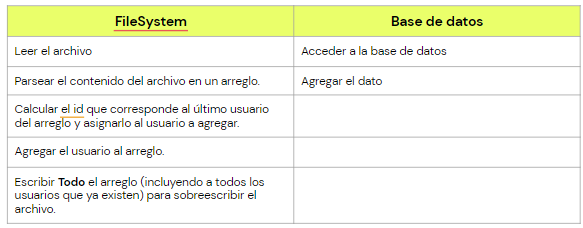 FileSystem
Base de datos
Leer el archivo
Acceder a la base de datos
Parsear el contenido del archivo en un arreglo.
Agregar el dato
Calcular el id que corresponde al último usuario
del arreglo y asignarlo al usuario a agregar.
Agregar el usuario al arreglo.
Escribir Todo el arreglo (incluyendo a todos los
usuarios que ya existen) para sobreescribir el
archivo.